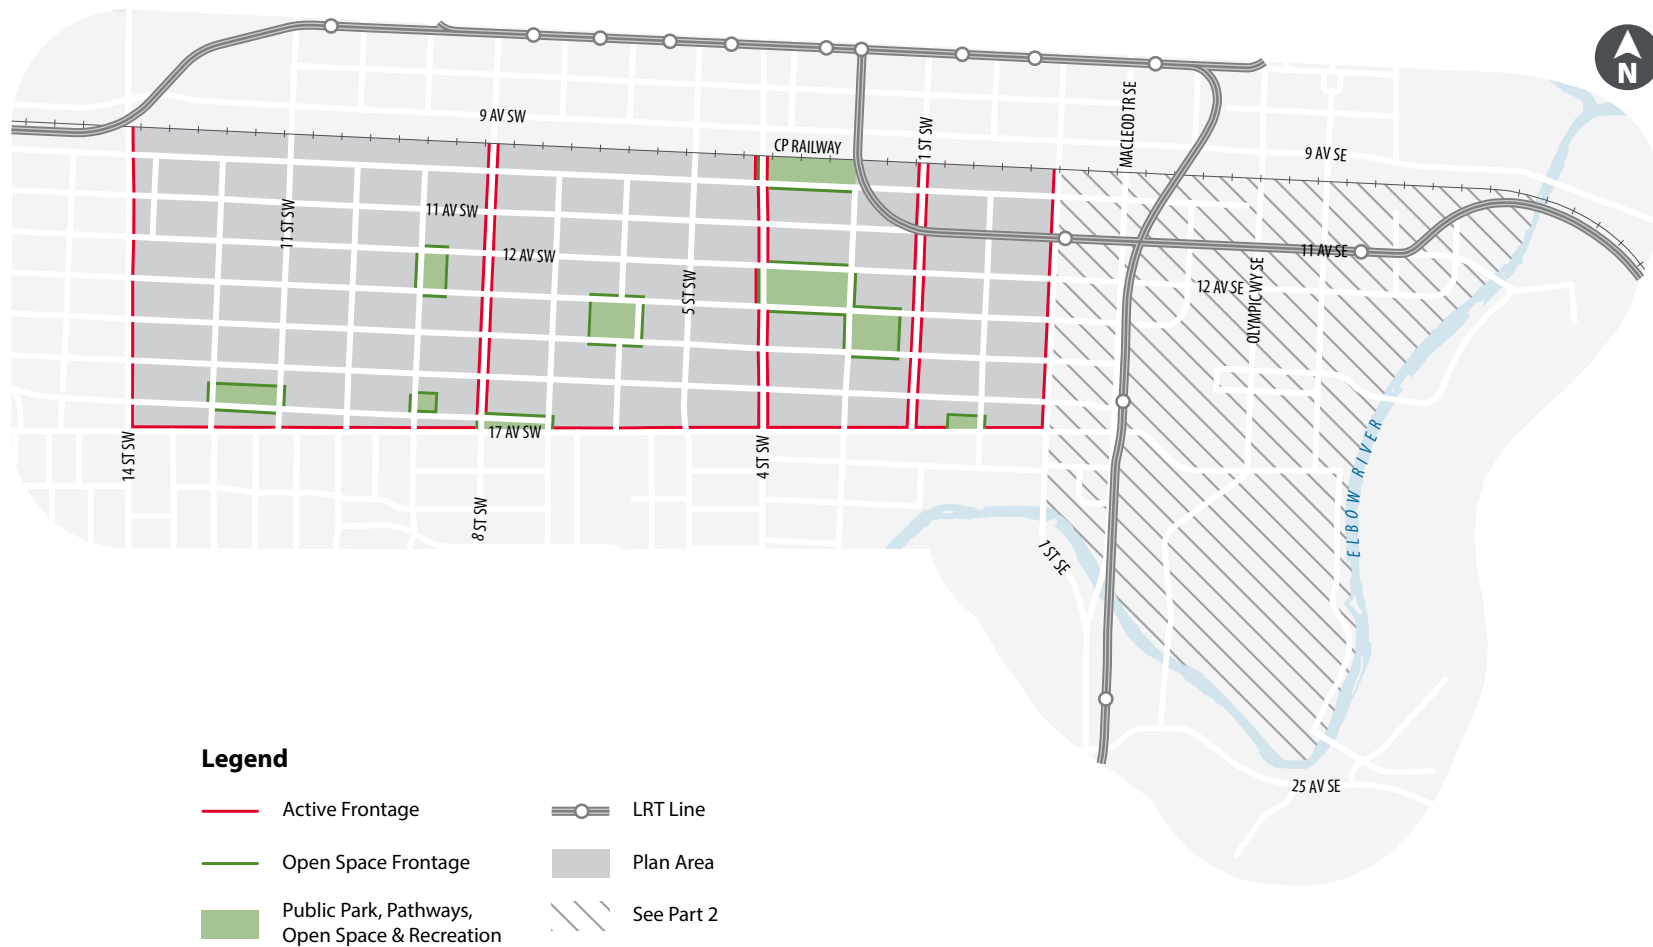 N
9 AV SW
CP RAILWAY
1 ST SW
MACLEOD TR SE
9 AV SE
11 ST SW
11 AV SW
12 AV SW
5 ST SW
11 AV SE
12 AV SE
OLYMPIC WY SE
14 ST SW
17 AV SW
4 ST SW
8 ST SW
1 ST SE
ELBOW RIVER
25 AV SE
Legend
Active Frontage
LRT Line
Open Space Frontage
Plan Area
Public Park, Pathways,
Open Space & Recreation
See Part 2